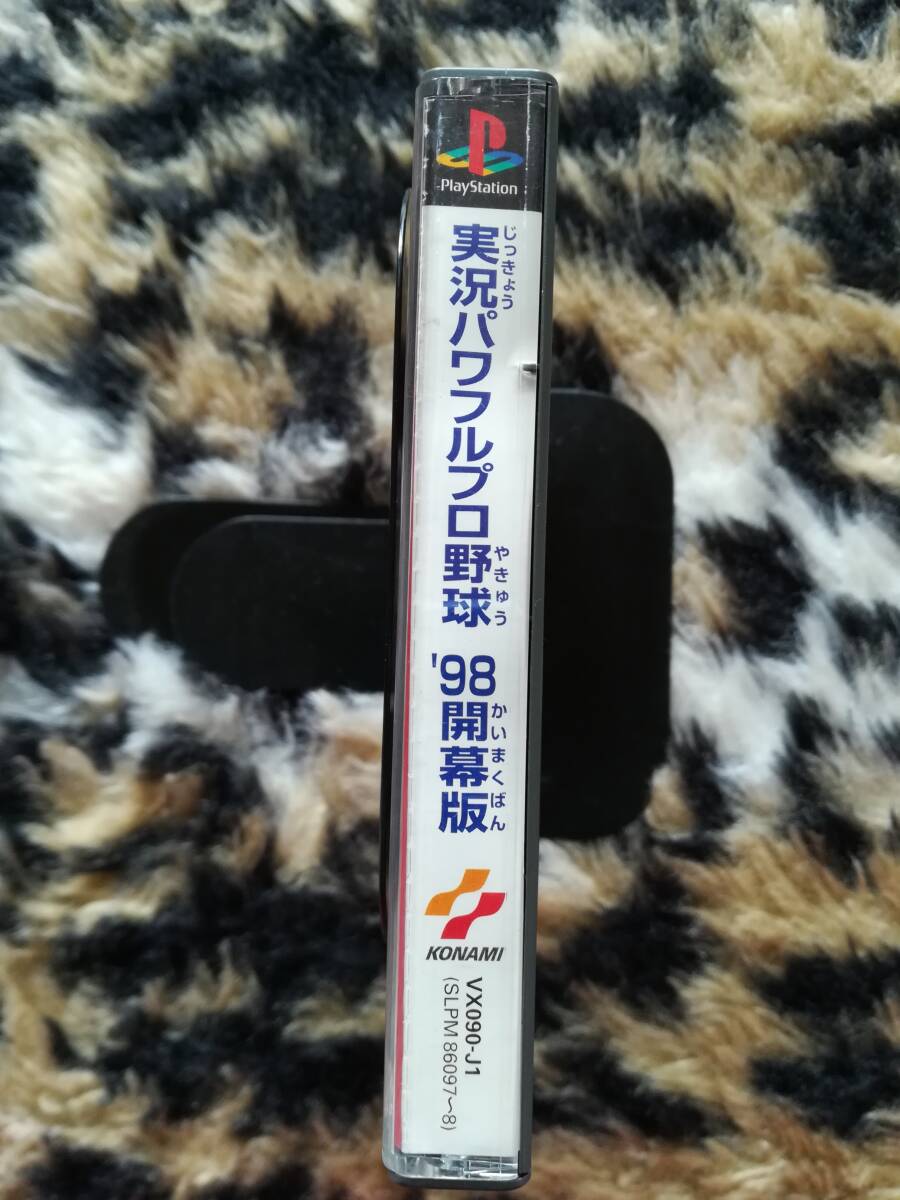 PlayStation
実況パワフルプロ野球 '98開幕版
じっきょう
やきゅう
かいまくばん
KONAMI
VX090-J1
(SLPM 86097〜8)